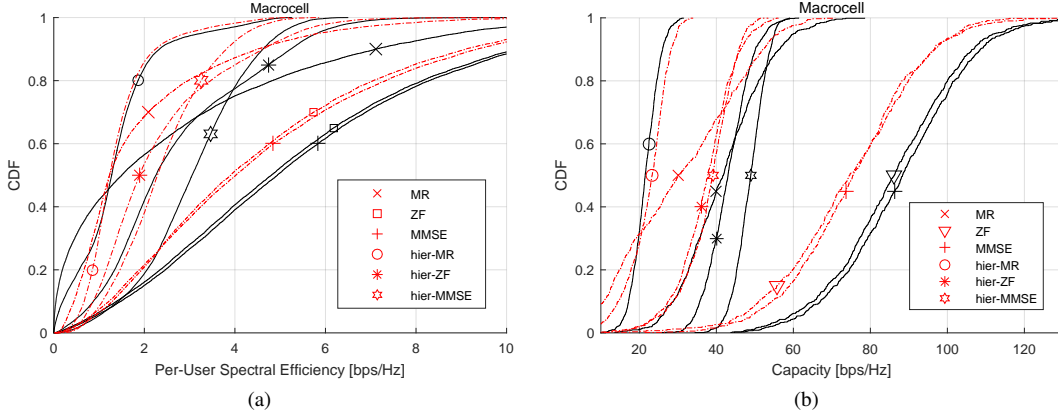 Macrocell
1
0.8
0.6
0.4
0.2
0
CDF
MR
ZF
MMSE
hier-MR
hier-ZF
hier-MMSE
0 2 4 6 8 10
Per-User Spectral Efficiency [bps/Hz]
(a)
Macrocell
1
0.8
0.6
0.4
0.2
0
CDF
MR
ZF
MMSE
hier-MR
hier-ZF
hier-MMSE
20 40 60 80 100 120
Capacity [bps/Hz]
(b)